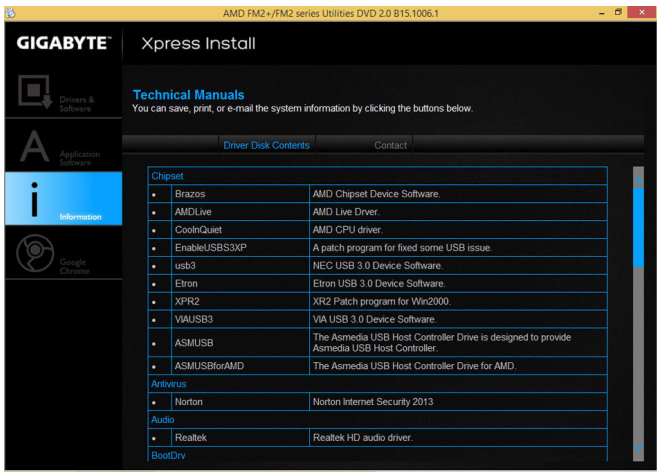 AMD FM2+/FM2 series Utilities DVD 2.0 B15.1006.1
GIGABYTE™
Xpress Install
Drivers &
Software
Application
Software
Information
Google
Chrome
Technical Manuals
You can save, print, or e-mail the system information by clicking the buttons below.
Driver Disk Contents Contact
Chipset
• Brazos AMD Chipset Device Software.
• AMDLive AMD Live Drver.
• CoolnQuiet AMD CPU driver.
• EnableUSBS3XP A patch program for fixed some USB issue.
• usb3 NEC USB 3.0 Device Software.
• Etron Etron USB 3.0 Device Software.
• XPR2 XR2 Patch program for Win2000.
• VIAUSB3 VIA USB 3.0 Device Software.
• ASMUSB The Asmedia USB Host Controller Drive is designed to provide
Asmedia USB Host Controller.
• ASMUSBforAMD The Asmedia USB Host Controller Drive for AMD.
Antivirus
• Norton Norton Internet Security 2013
Audio
• Realtek Realtek HD audio driver.
BootDrv